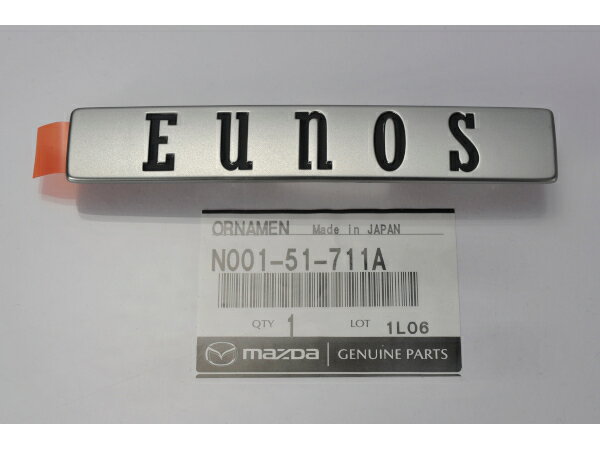 EUNOS
ORNAMEN Made in JAPAN
N001-51-711A
QTY 1 LOT 1L06
mazda GENUINE PARTS